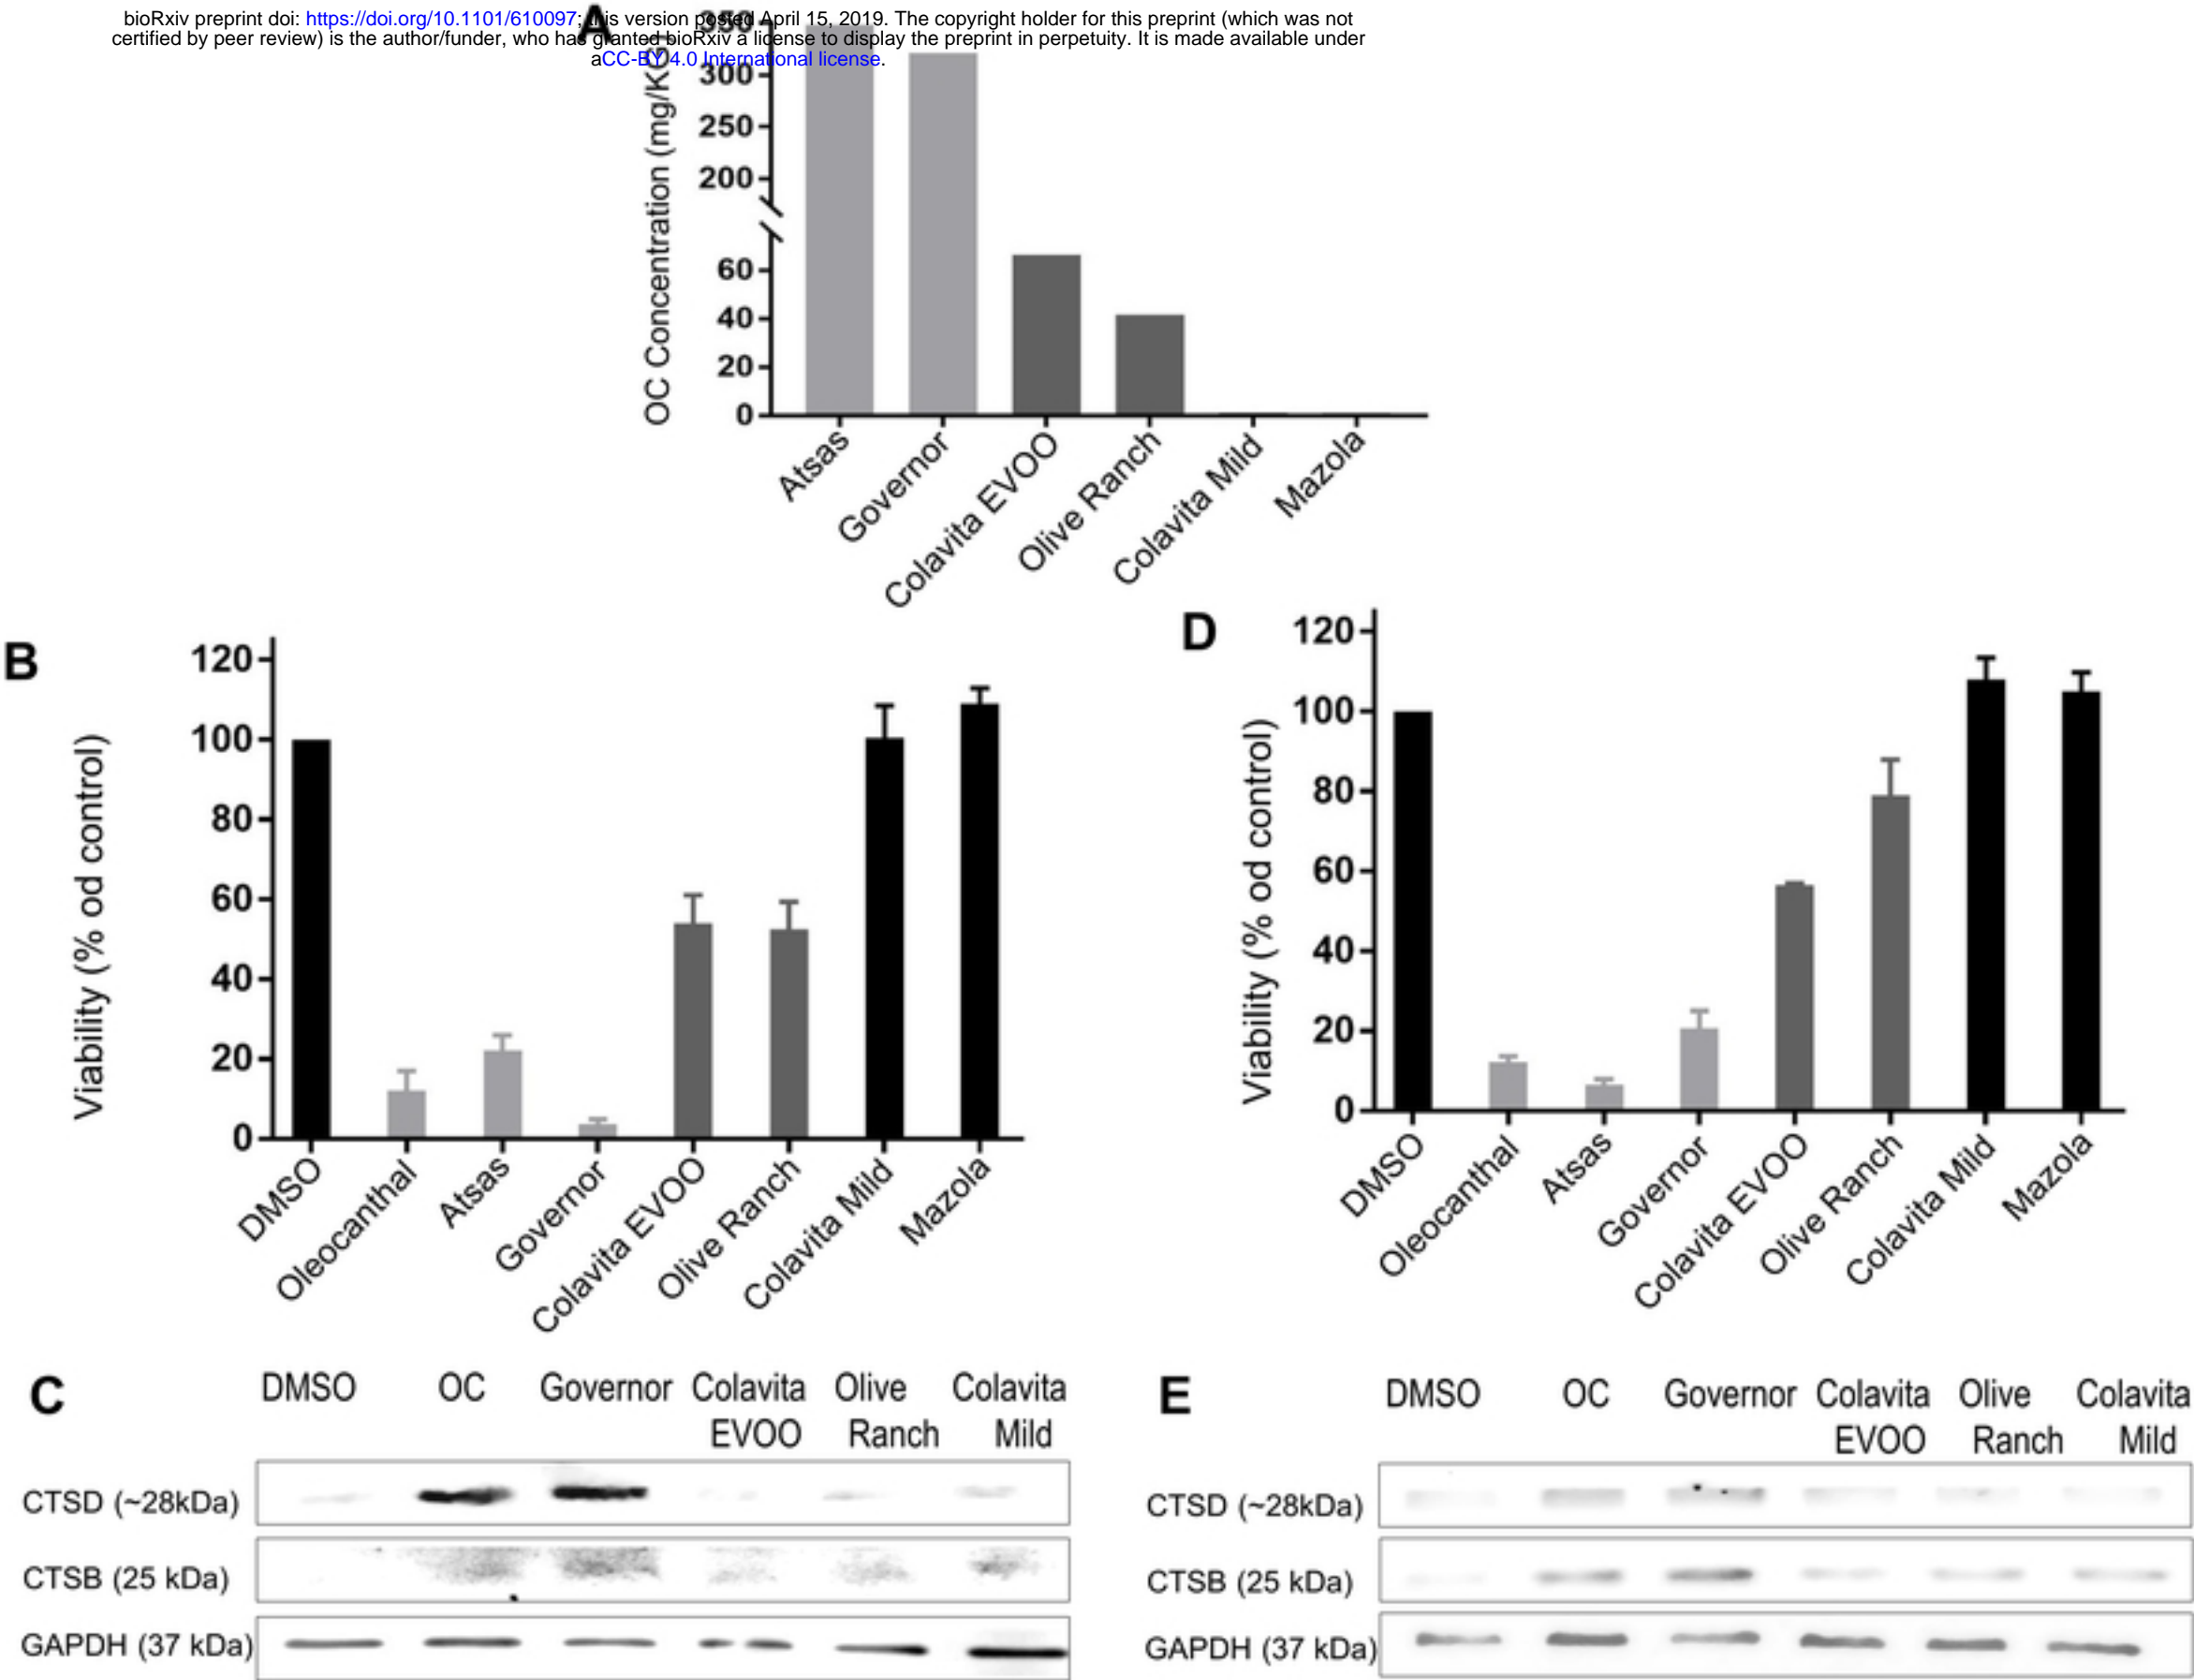 bioRxiv preprint doi: https://doi.org/10.1101/610097; this version posted April 15, 2019. The copyright holder for this preprint (which was not
certified by peer review) is the author/funder, who has granted bioRxiv a license to display the preprint in perpetuity. It is made available under
aCC-BY 4.0 International license.
A
OC Concentration (mg/Kg)
350
300
250
200
60
40
20
0
Atsas
Governor
Colavita EVOO
Olive Ranch
Colavita Mild
Mazola
B
Viability (% od control)
120
100
80
60
40
20
0
DMSO
Oleocanthal
Atsas
Governor
Colavita EVOO
Olive Ranch
Colavita Mild
Mazola
D
Viability (% od control)
120
100
80
60
40
20
0
DMSO
Oleocanthal
Atsas
Governor
Colavita EVOO
Olive Ranch
Colavita Mild
Mazola
C
DMSO OC Governor Colavita Olive Colavita
EVOO Ranch Mild
CTSD (~28kDa)
CTSB (25 kDa)
GAPDH (37 kDa)
E
DMSO OC Governor Colavita Olive Colavita
EVOO Ranch Mild
CTSD (~28kDa)
CTSB (25 kDa)
GAPDH (37 kDa)